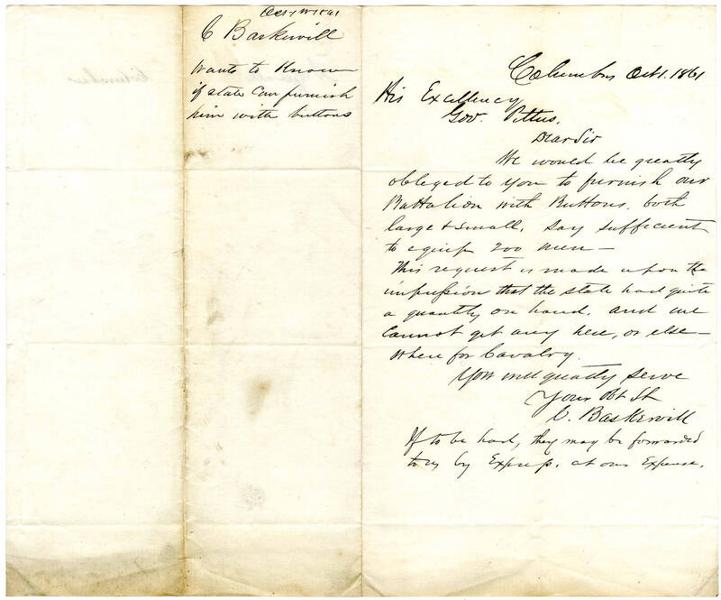 Oct 1st 1861
C Baskervill
Wants to Know
if state can furnish
him with buttons
Columbus Oct 1. 1861
His Excellency
Gov. Pettus.
Dear Sir
We would be greatly
obleged to you to furnish our
Battalion with Buttons. both
large & small, say sufficient
to equip 200 men —
This request is made upon the
impression that the state had quite
a quantity on hand. and we
Cannot get any here, or else-
where for Cavalry.
You will greatly serve
Your Obt St
C. Baskervill
If to be had, they may be forwarded
to us by Express. at our Expense.